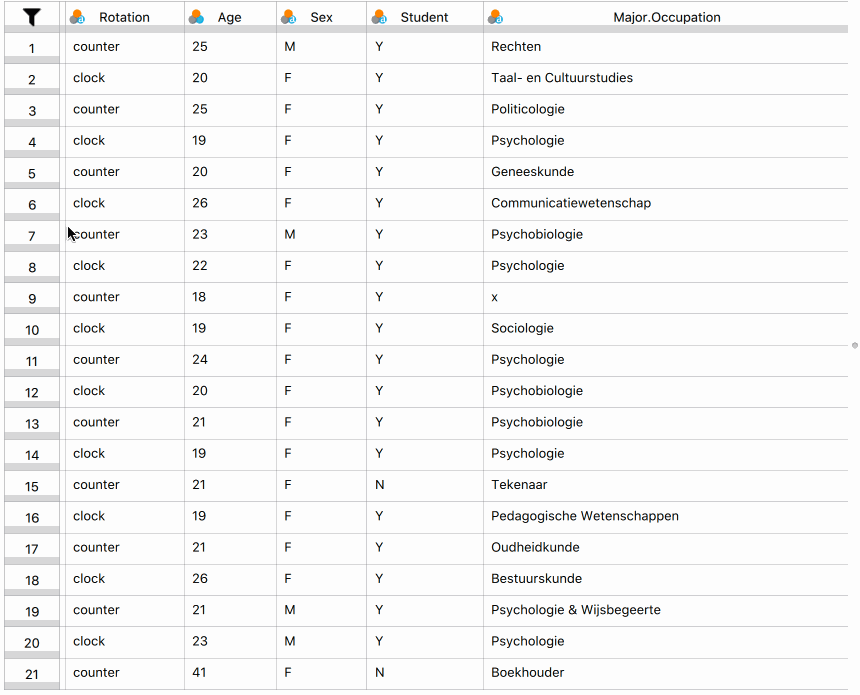 Rotation Age Sex Student Major.Occupation
1 counter 25 M Y Rechten
2 clock 20 F Y Taal- en Cultuurstudies
3 counter 25 F Y Politicologie
4 clock 19 F Y Psychologie
5 counter 20 F Y Geneeskunde
6 clock 26 F Y Communicatiewetenschap
7 counter 23 M Y Psychobiologie
8 clock 22 F Y Psychologie
9 counter 18 F Y x
10 clock 19 F Y Sociologie
11 counter 24 F Y Psychologie
12 clock 20 F Y Psychobiologie
13 counter 21 F Y Psychobiologie
14 clock 19 F Y Psychologie
15 counter 21 F N Tekenaar
16 clock 19 F Y Pedagogische Wetenschappen
17 counter 21 F Y Oudheidkunde
18 clock 26 F Y Bestuurskunde
19 counter 21 M Y Psychologie & Wijsbegeerte
20 clock 23 M Y Psychologie
21 counter 41 F N Boekhouder